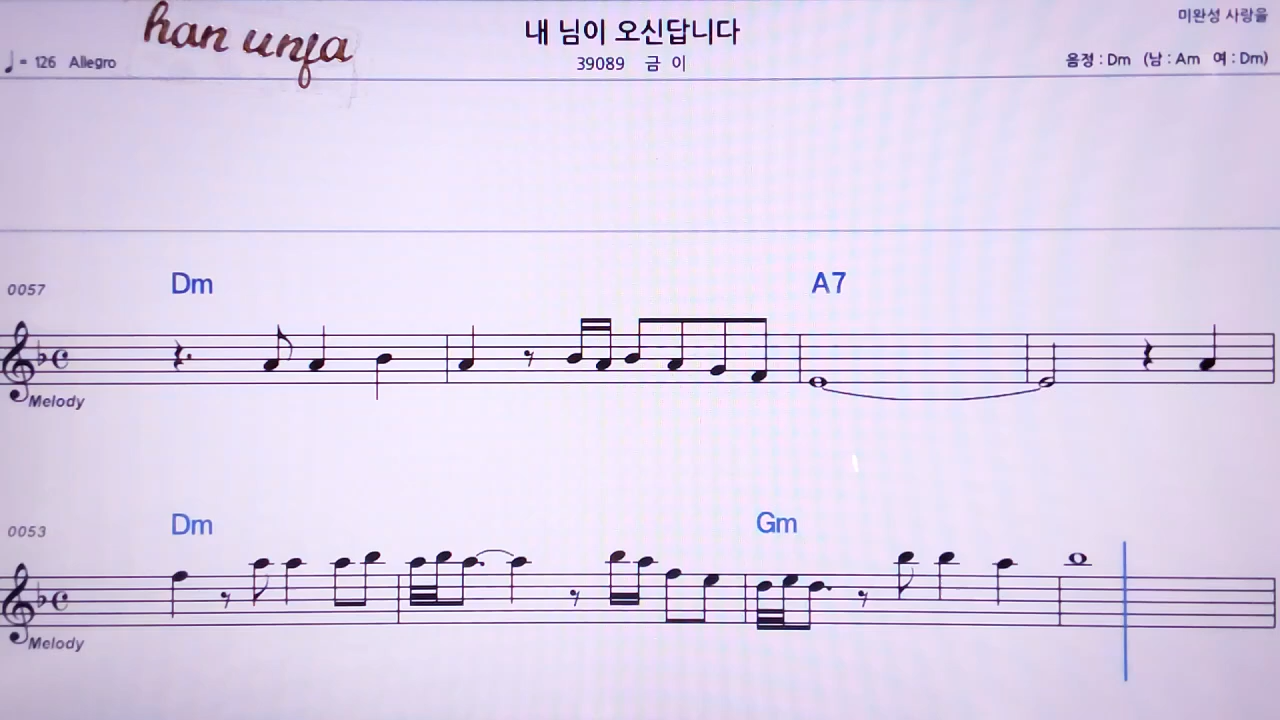 han unja
내 님이 오신답니다
미완성 사랑을
♩= 126 Allegro
39089 금 이
음정 : Dm (남 : Am 여 : Dm)
0057 Dm A7
Melody
0053 Dm Gm
Melody